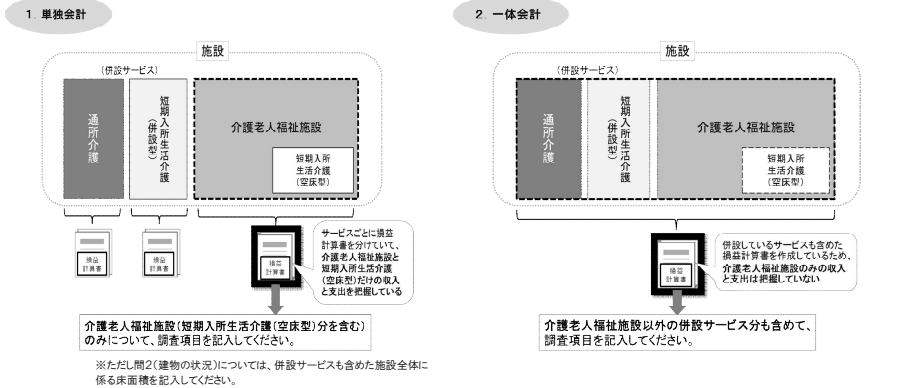 1. 単独会計
施設
(併設サービス)
通所介護
短期入所生活介護
(併設型)
介護老人福祉施設
短期入所
生活介護
(空床型)
損益
計算書
損益
計算書
損益
計算書
サービスごとに損益
計算書を分けていて、
介護老人福祉施設と
短期入所生活介護
(空床型)だけの収入
と支出を把握している
介護老人福祉施設(短期入所生活介護(空床型)分を含む)
のみについて、調査項目を記入してください。
※ただし問2(建物の状況)については、併設サービスも含めた施設全体に
係る床面積を記入してください。
2. 一体会計
施設
(併設サービス)
通所介護
短期入所生活介護
(併設型)
介護老人福祉施設
短期入所
生活介護
(空床型)
損益
計算書
併設しているサービスも含めた
損益計算書を作成しているため、
介護老人福祉施設のみの収入
と支出は把握していない
介護老人福祉施設以外の併設サービス分も含めて、
調査項目を記入してください。